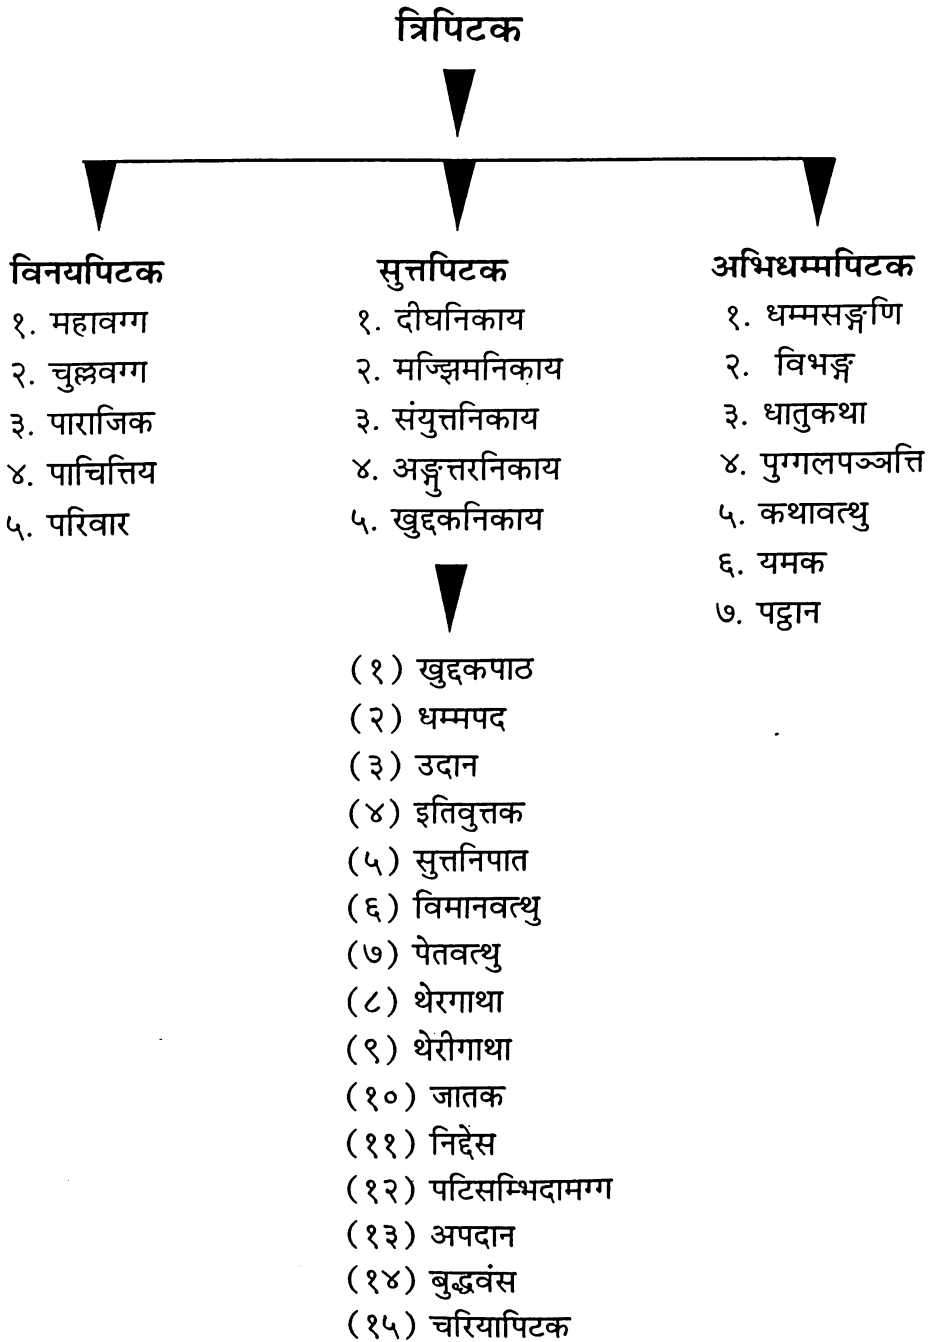 त्रिपिटक
विनयपिटक
१. महावग्ग
२. चुल्लवग्ग
३. पाराजिक
४. पाचित्तिय
५. परिवार
सुत्तपिटक
१. दीघनिकाय
२. मज्झिमनिकाय
३. संयुत्तनिकाय
४. अङ्गुत्तरनिकाय
५. खुद्दकनिकाय
(१) खुद्दकपाठ
(२) धम्मपद
(३) उदान
(४) इतिवुत्तक
(५) सुत्तनिपात
(६) विमानवत्थु
(७) पेतवत्थु
(८) थेरगाथा
(९) थेरीगाथा
(१०) जातक
(११) निद्देस
(१२) पटिसम्भिदामग्ग
(१३) अपदान
(१४) बुद्धवंस
(१५) चरियापिटक
अभिधम्मपिटक
१. धम्मसङ्गणि
२. विभङ्ग
३. धातुकथा
४. पुग्गलपञ्ञत्ति
५. कथावत्थु
६. यमक
७. पट्ठान